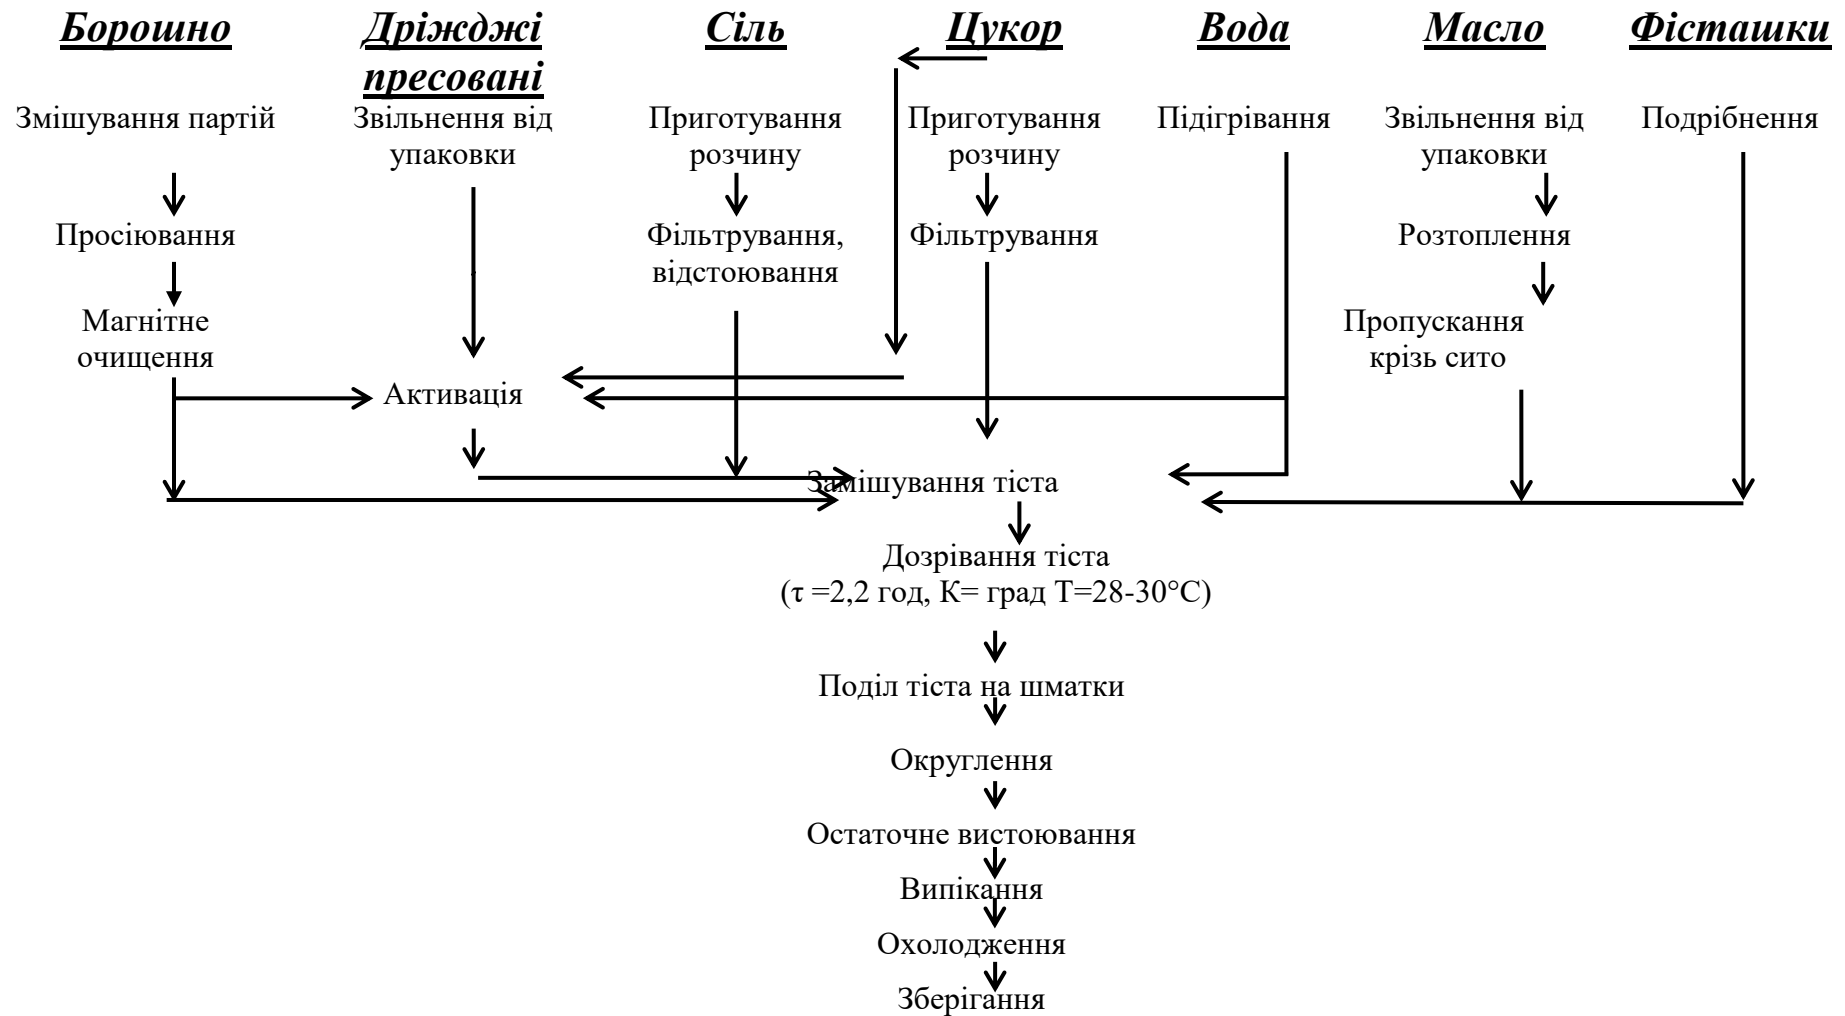 Борошно
Дріжджі
пресовані
Сіль
Цукор
Вода
Масло
Фісташки
Змішування партій
Звільнення від
упаковки
Приготування
розчину
Приготування
розчину
Підігрівання
Звільнення від
упаковки
Подрібнення
Просіювання
Фільтрування,
відстоювання
Фільтрування
Розтоплення
Магнітне
очищення
Пропускання
крізь сито
Активація
Замішування тіста
Дозрівання тіста
(τ =2,2 год, К= град Т=28-30°С)
Поділ тіста на шматки
Округлення
Остаточне вистоювання
Випікання
Охолодження
Зберігання